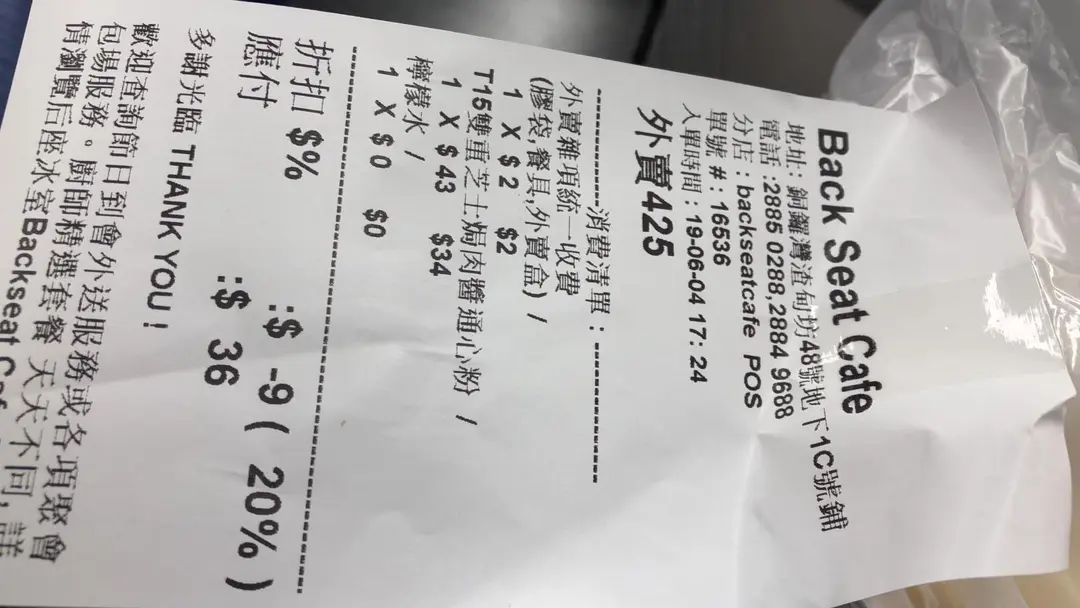 Back Seat Cafe
地址: 銅鑼灣渣甸坊48號地下1C號鋪
電話 :2885 0288,2884 9688
分店 : backseatcafe POS
單號 # : 16536
入單時間 : 19-06-04 17: 24
外賣425
----------------消費清單 : ----------------
外賣雜項統一收費
(膠袋,餐具,外賣盒) /
1 X $ 2 $2
T15雙重芝士焗肉醬通心粉 /
1 X $ 43 $34
檸檬水 /
1 X $ 0 $0
------------------------------------
折扣 $% :$ -9 ( 20% )
應付 :$ 36
多謝光臨 THANK YOU !
歡迎查詢節日到會外送服務或各項聚會
包場服務。廚師精選套餐 天天不同, 詳
情瀏覽后座冰室Backseat